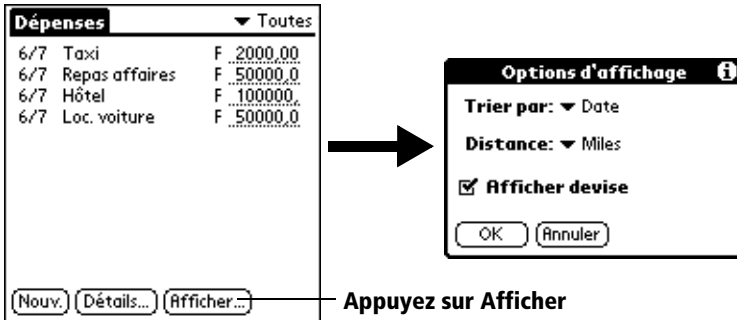 Dépenses
Toutes
6/7 Taxi F 2000,00
6/7 Repas affaires F 50000,0
6/7 Hôtel F 100000,
6/7 Loc. voiture F 50000,0
Nouv. Détails... Afficher...
Appuyez sur Afficher
Options d'affichage
Trier par: Date
Distance: Miles
Afficher devise
OK Annuler